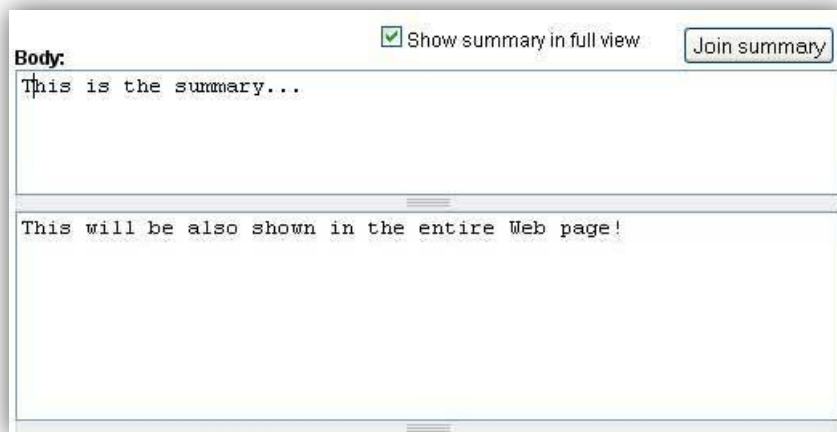 Show summary in full view
Join summary
Body:
This is the summary...
This will be also shown in the entire Web page!